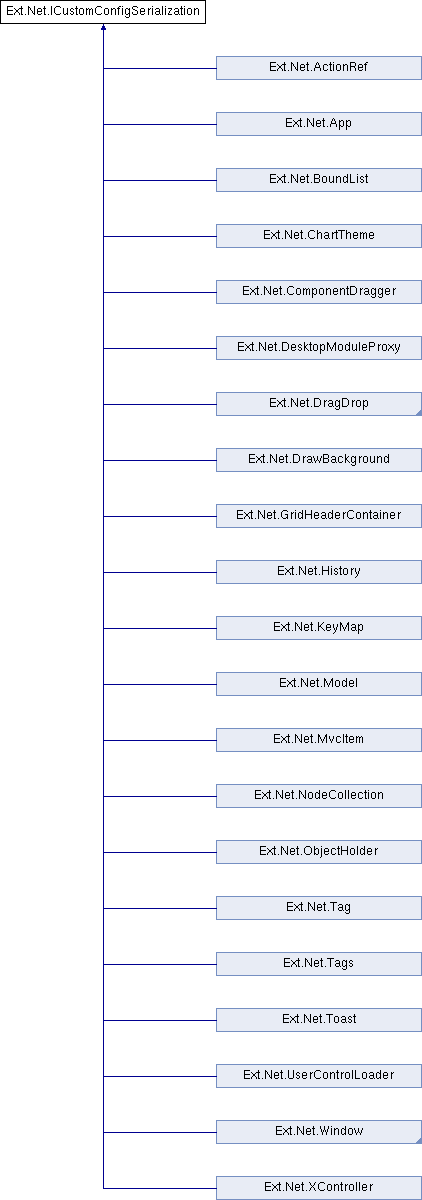 Ext.Net.ICustomConfigSerialization
Ext.Net.ActionRef
Ext.Net.App
Ext.Net.BoundList
Ext.Net.ChartTheme
Ext.Net.ComponentDragger
Ext.Net.DesktopModuleProxy
Ext.Net.DragDrop
Ext.Net.DrawBackground
Ext.Net.GridHeaderContainer
Ext.Net.History
Ext.Net.KeyMap
Ext.Net.Model
Ext.Net.MvcItem
Ext.Net.NodeCollection
Ext.Net.ObjectHolder
Ext.Net.Tag
Ext.Net.Tags
Ext.Net.Toast
Ext.Net.UserControlLoader
Ext.Net.Window
Ext.Net.XController